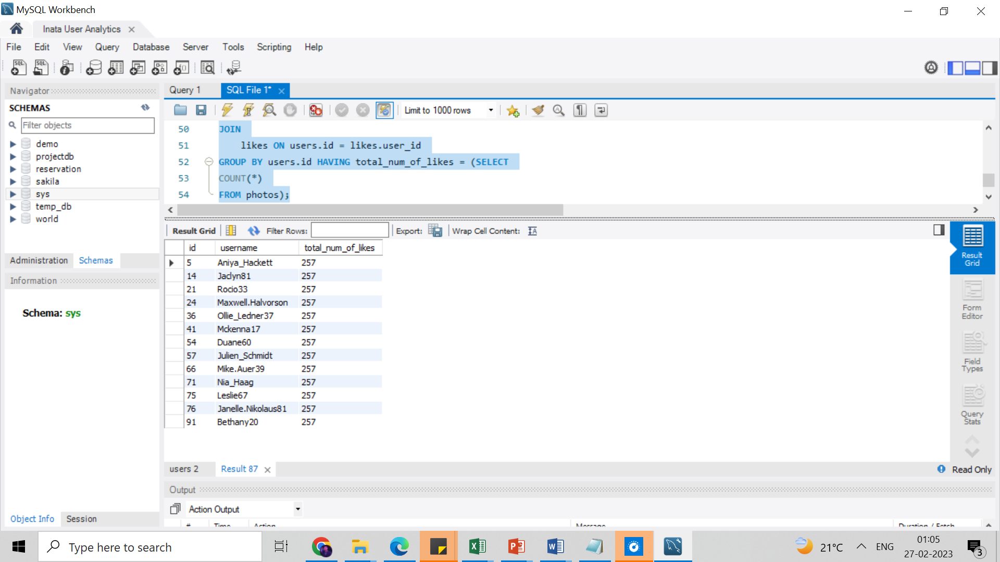 MySQL Workbench
Inata User Analytics
File Edit View Query Database Server Tools Scripting Help
Navigator
SCHEMAS
Filter objects
demo
projectdb
reservation
sakila
sys
temp_db
world
Administration Schemas
Information
Schema: sys
Object Info Session
Query 1 SQL File 1*
Limit to 1000 rows
50 JOIN
51 likes ON users.id = likes.user_id
52 GROUP BY users.id HAVING total_num_of_likes = (SELECT
53 COUNT(*)
54 FROM photos);
Result Grid Filter Rows: Export: Wrap Cell Content:
id username total_num_of_likes
5 Aniya_Hackett 257
14 Jaclyn81 257
21 Rocio33 257
24 Maxwell.Halvorson 257
36 Ollie_Ledner37 257
41 Mckenna17 257
54 Duane60 257
57 Julien_Schmidt 257
66 Mike.Auer39 257
71 Nia_Haag 257
75 Leslie67 257
76 Janelle.Nikolaus81 257
91 Bethany20 257
Result
Grid
Form
Editor
Field
Types
Query
Stats
users 2 Result 87 Read Only
Output
Action Output
# Time Action Message Duration / Fetch
Type here to search
21°C ENG
01:05
27-02-2023
3